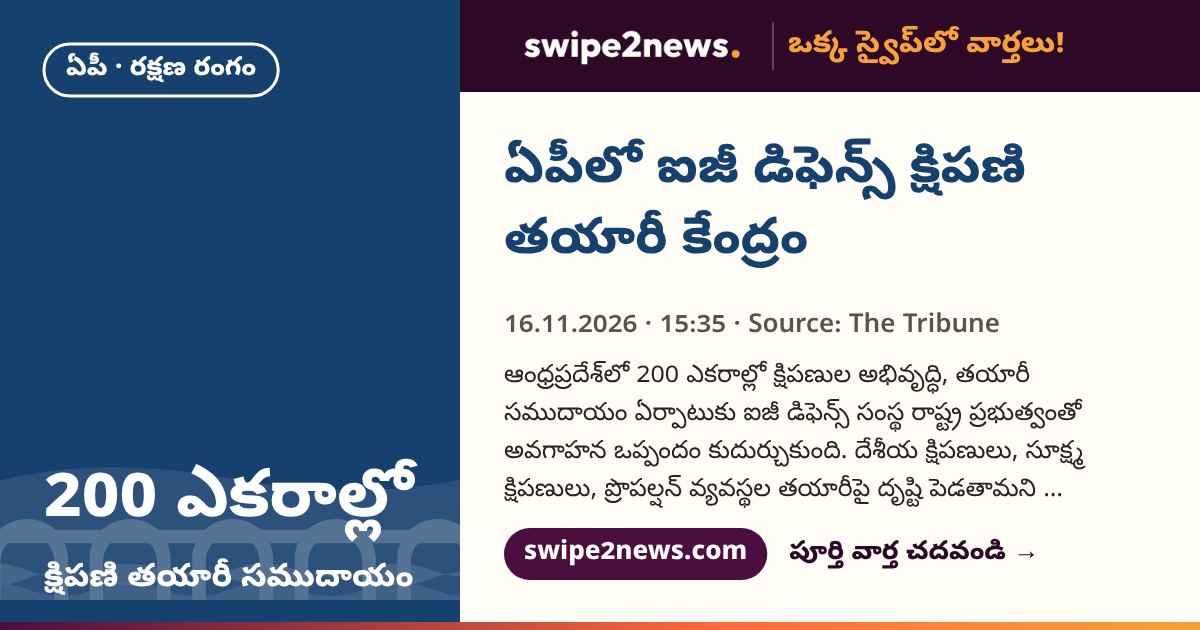 ఏపీ · రక్షణ రంగం
200 ఎకరాల్లో
క్షిపణి తయారీ సముదాయం
swipe2news.
ఒక్క స్వైప్‌లో వార్తలు!
ఏపీలో ఐజీ డిఫెన్స్ క్షిపణి
తయారీ కేంద్రం
16.11.2026 · 15:35 · Source: The Tribune
ఆంధ్రప్రదేశ్‌లో 200 ఎకరాల్లో క్షిపణుల అభివృద్ధి, తయారీ
సముదాయం ఏర్పాటుకు ఐజీ డిఫెన్స్ సంస్థ రాష్ట్ర ప్రభుత్వంతో
అవగాహన ఒప్పందం కుదుర్చుకుంది. దేశీయ క్షిపణులు, సూక్ష్మ
క్షిపణులు, ప్రొపల్షన్ వ్యవస్థల తయారీపై దృష్టి పెడతామని ...
swipe2news.com
పూర్తి వార్త చదవండి →